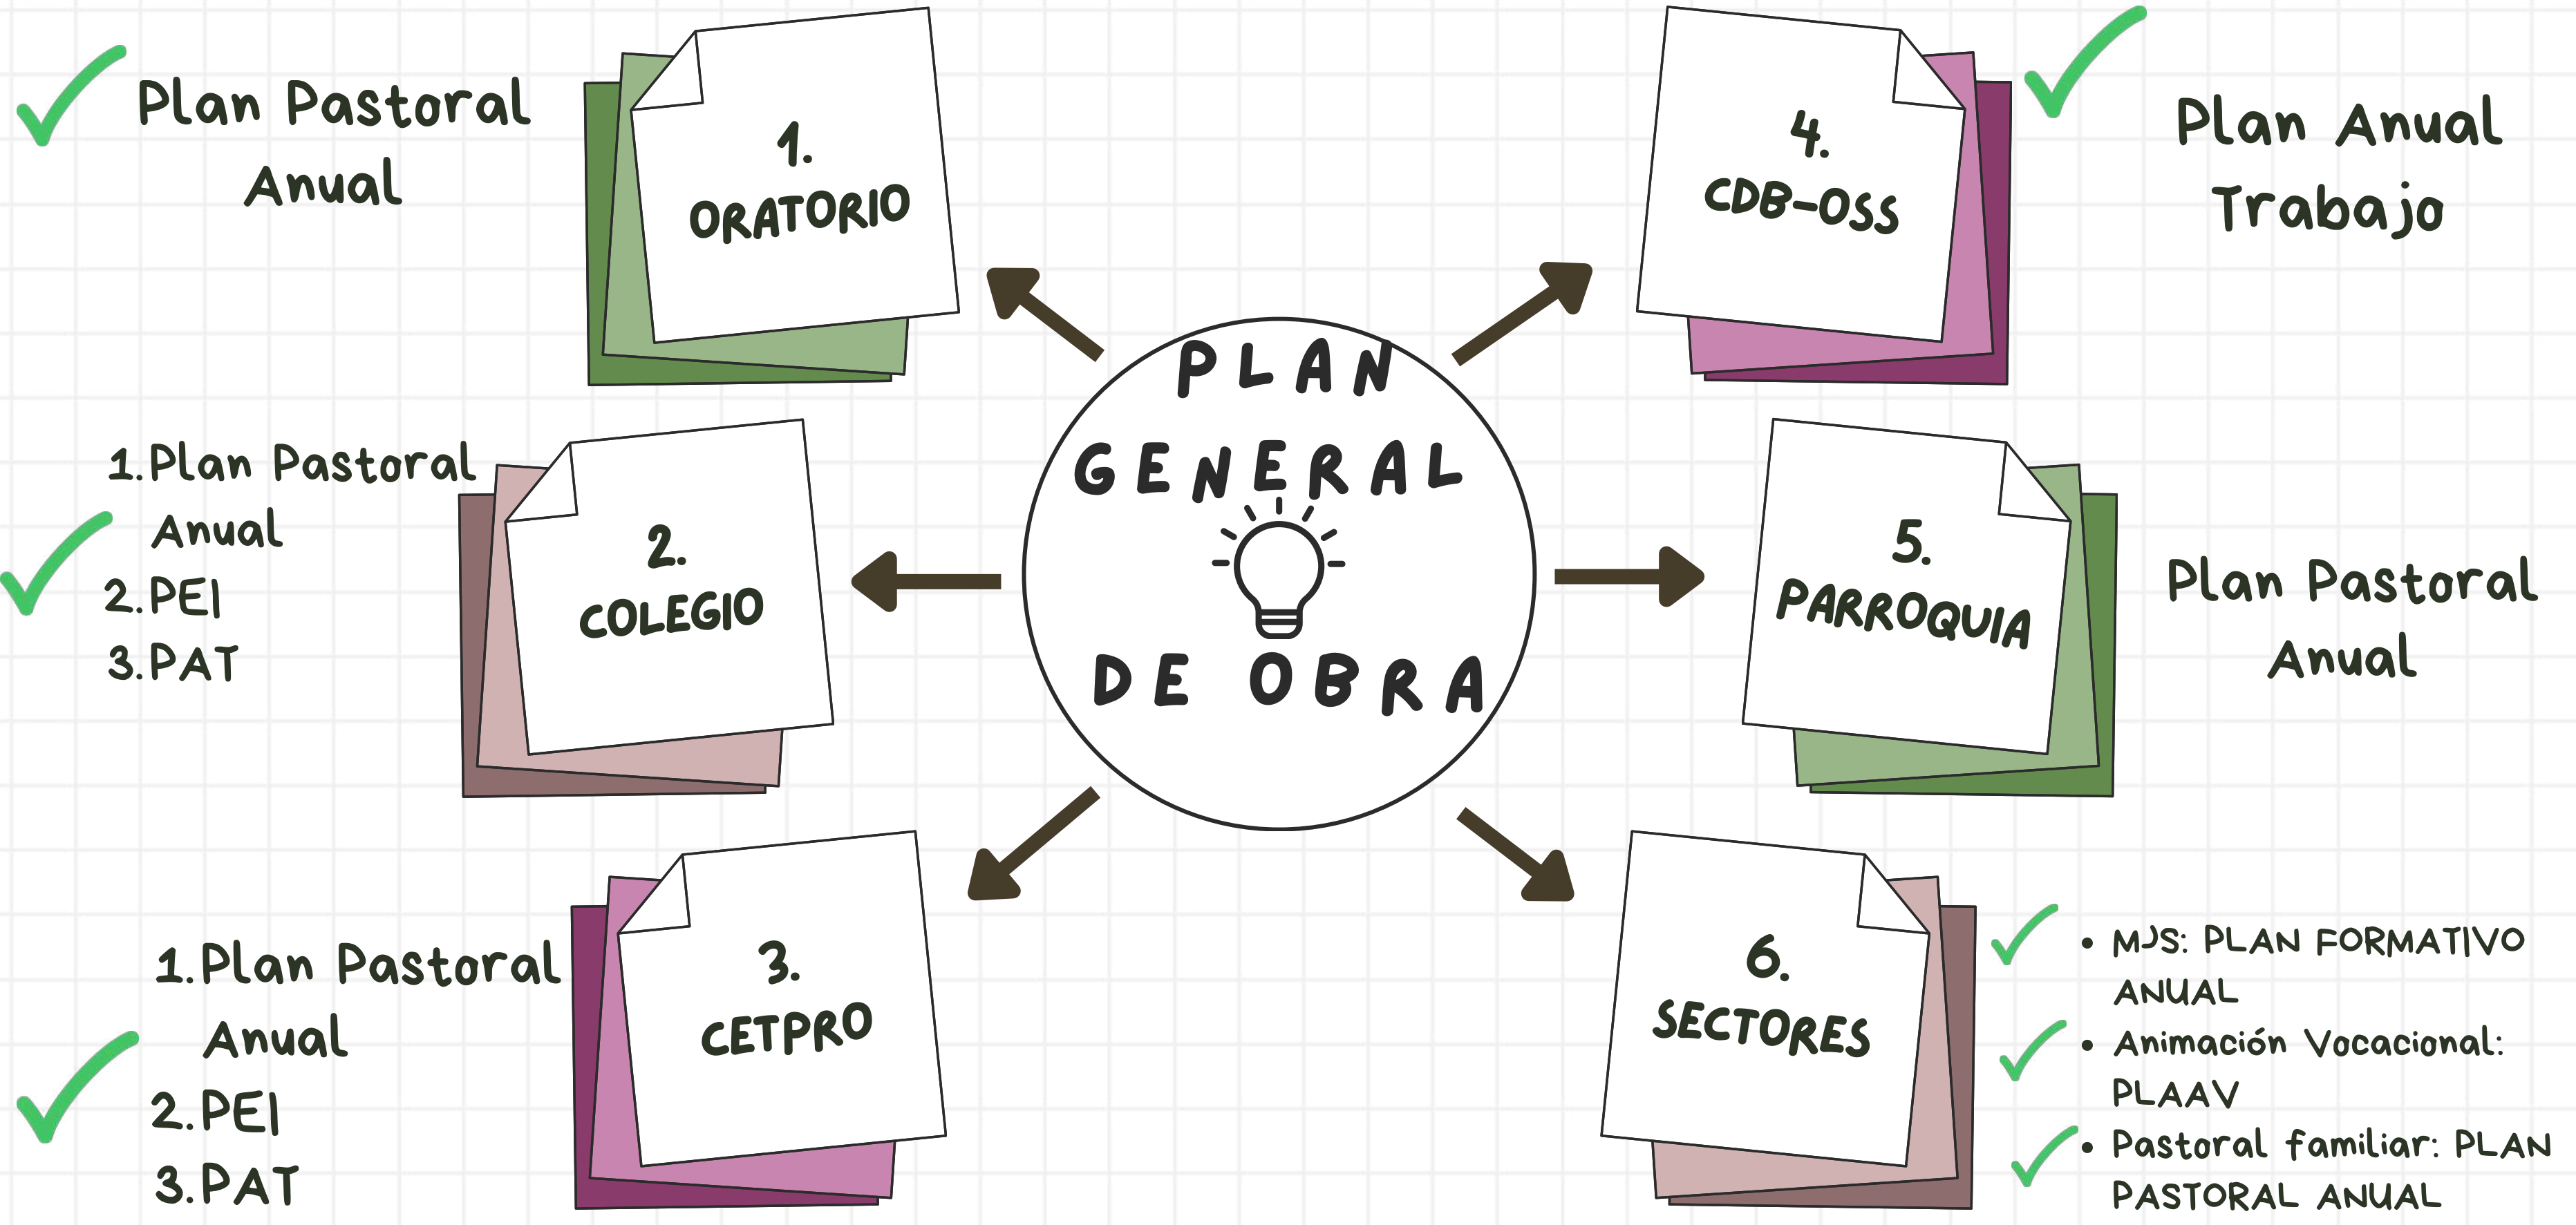 Plan Pastoral
Anual
1.
ORATORIO
1.Plan Pastoral
Anual
2.PEI
3.PAT
2.
COLEGIO
1.Plan Pastoral
Anual
2.PEI
3.PAT
3.
CETPRO
PLAN
GENERAL
DE OBRA
4.
CDB-OSS
Plan Anual
Trabajo
5.
PARROQUIA
Plan Pastoral
Anual
6.
SECTORES
• MJS: PLAN FORMATIVO
ANUAL
• Animación Vocacional:
PLAAV
• Pastoral familiar: PLAN
PASTORAL ANUAL